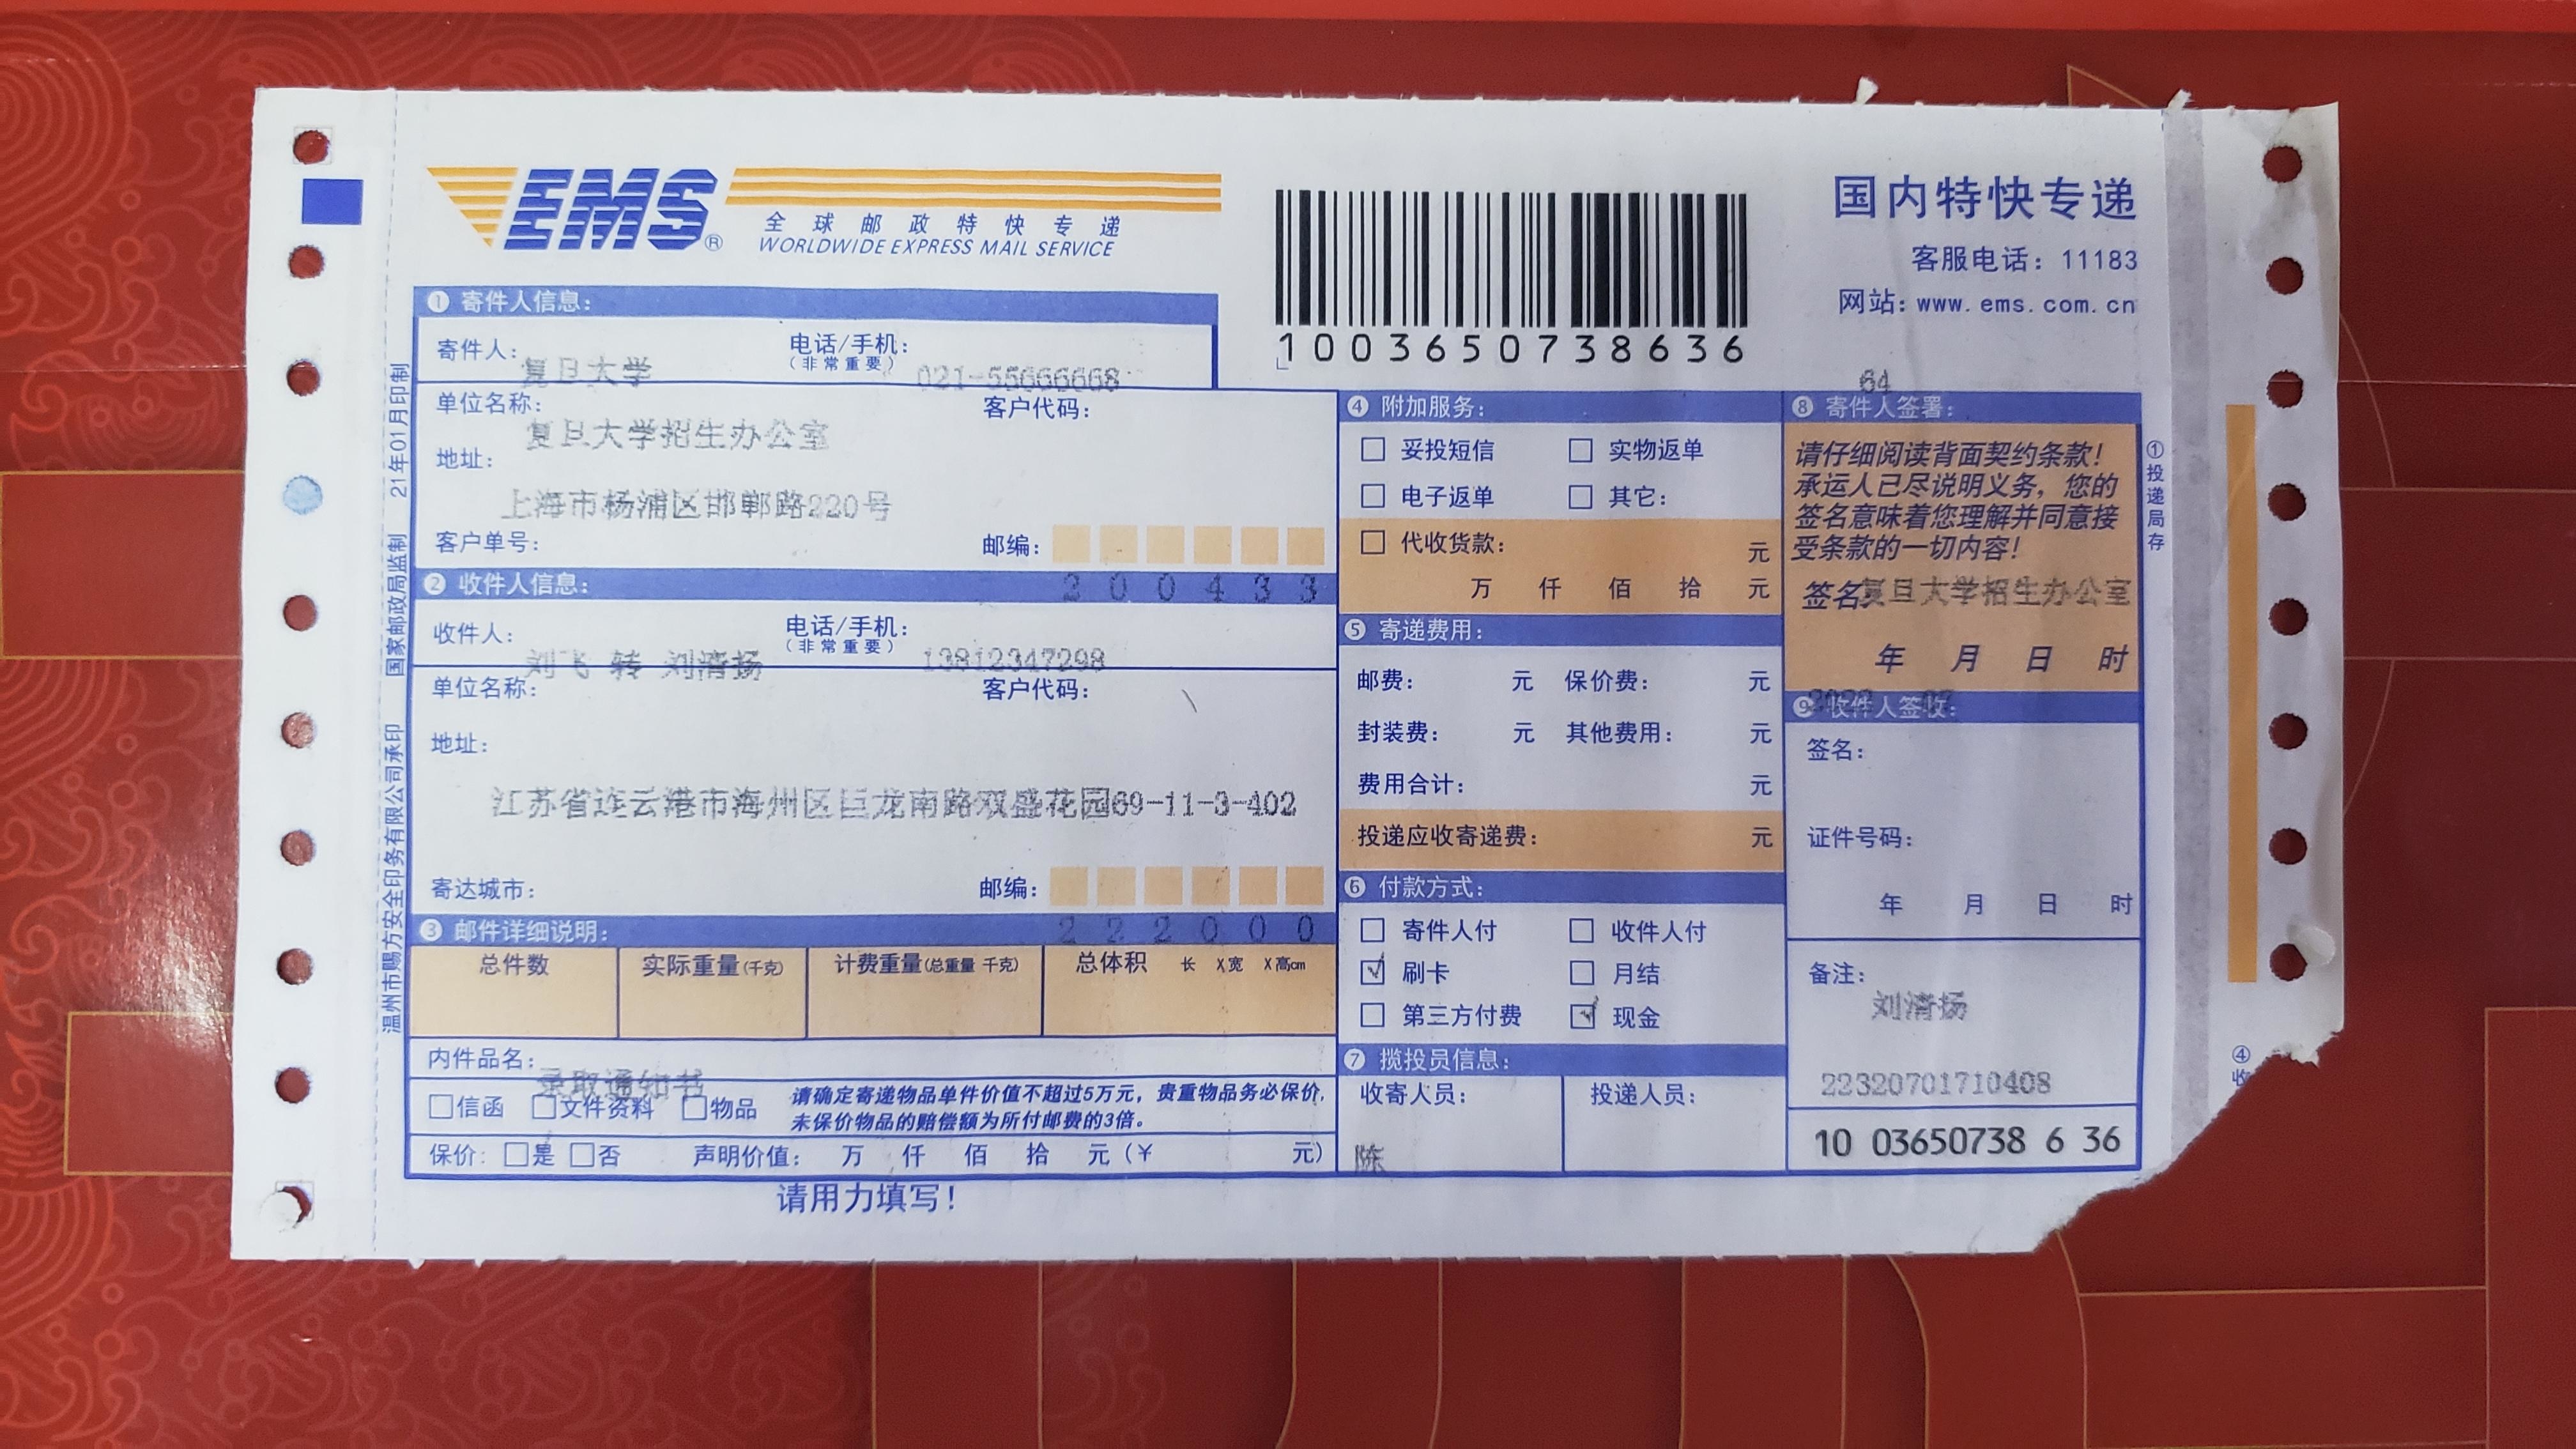 EMS®
全球邮政特快专递
WORLDWIDE EXPRESS MAIL SERVICE
1003650738636
国内特快专递
客服电话：11183
网站：www.ems.com.cn
64
❶ 寄件人信息：
寄件人： 复旦大学 电话/手机：（非常重要） 021-55666668
单位名称： 复旦大学招生办公室 客户代码：
地址： 上海市杨浦区邯郸路220号
客户单号： 邮编： 200433
❷ 收件人信息：
收件人： 刘飞 转 刘清扬 电话/手机：（非常重要） 13812347298
单位名称： 客户代码：
地址：
江苏省连云港市海州区巨龙南路双盛花园69-11-3-402
寄达城市： 邮编： 222000
❸ 邮件详细说明：
总件数 实际重量(千克) 计费重量(总重量 千克) 总体积 长 X宽 X高cm
内件品名： 录取通知书
□信函 □文件资料 □物品
请确定寄递物品单件价值不超过5万元，贵重物品务必保价，
未保价物品的赔偿额为所付邮费的3倍。
保价：□是 □否 声明价值： 万 仟 佰 拾 元（¥ 元）
请用力填写！
❹ 附加服务：
□ 妥投短信 □ 实物返单
□ 电子返单 □ 其它：
□ 代收货款： 元
万 仟 佰 拾 元
❺ 寄递费用：
邮费： 元 保价费： 元
封装费： 元 其他费用： 元
费用合计： 元
投递应收寄递费： 元
❻ 付款方式：
□ 寄件人付 □ 收件人付
☑ 刷卡 □ 月结
□ 第三方付费 ☑ 现金
❼ 揽投员信息：
收寄人员： 投递人员：
陈
❽ 寄件人签署：
请仔细阅读背面契约条款！
承运人已尽说明义务，您的
签名意味着您理解并同意接
受条款的一切内容！
签名 复旦大学招生办公室
年 月 日 时
❾ 收件人签收：
签名：
证件号码：
年 月 日 时
备注：
刘清扬
22320701710408
10 03650738 6 36
①投递局存
④收
温州市赐方安全印务有限公司承印 国家邮政局监制 21年01月印制